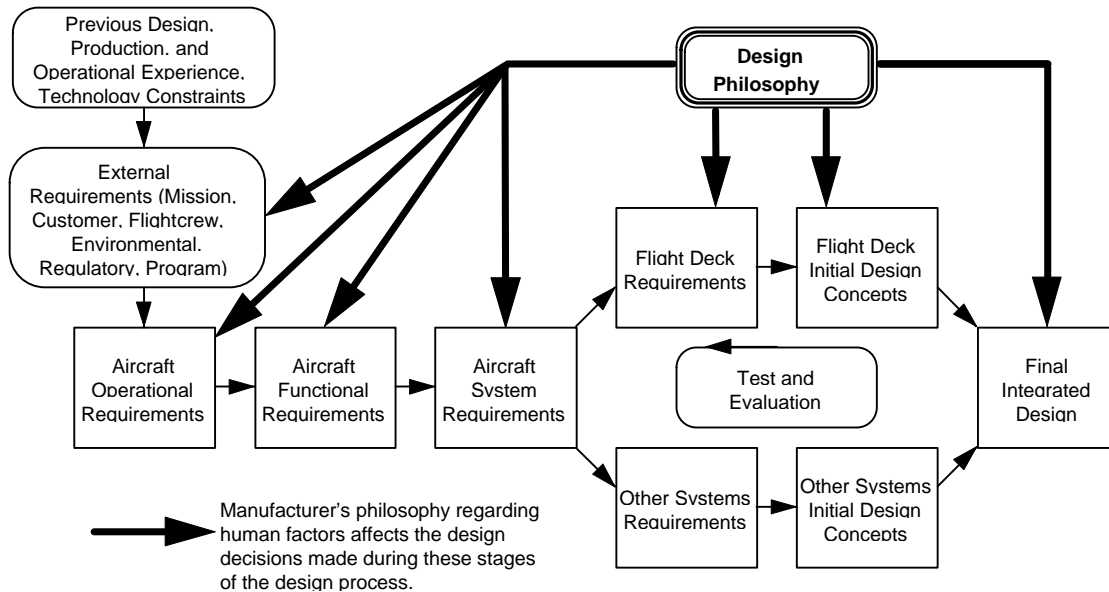 Previous Design,
Production, and
Operational Experience,
Technology Constraints
Design
Philosophy
External
Requirements (Mission,
Customer, Flightcrew,
Environmental,
Regulatory, Program)
Flight Deck
Requirements
Flight Deck
Initial Design
Concepts
Aircraft
Operational
Requirements
Aircraft
Functional
Requirements
Aircraft
System
Requirements
Test and
Evaluation
Final
Integrated
Design
Other Systems
Requirements
Other Systems
Initial Design
Concepts
Manufacturer's philosophy regarding
human factors affects the design
decisions made during these stages
of the design process.